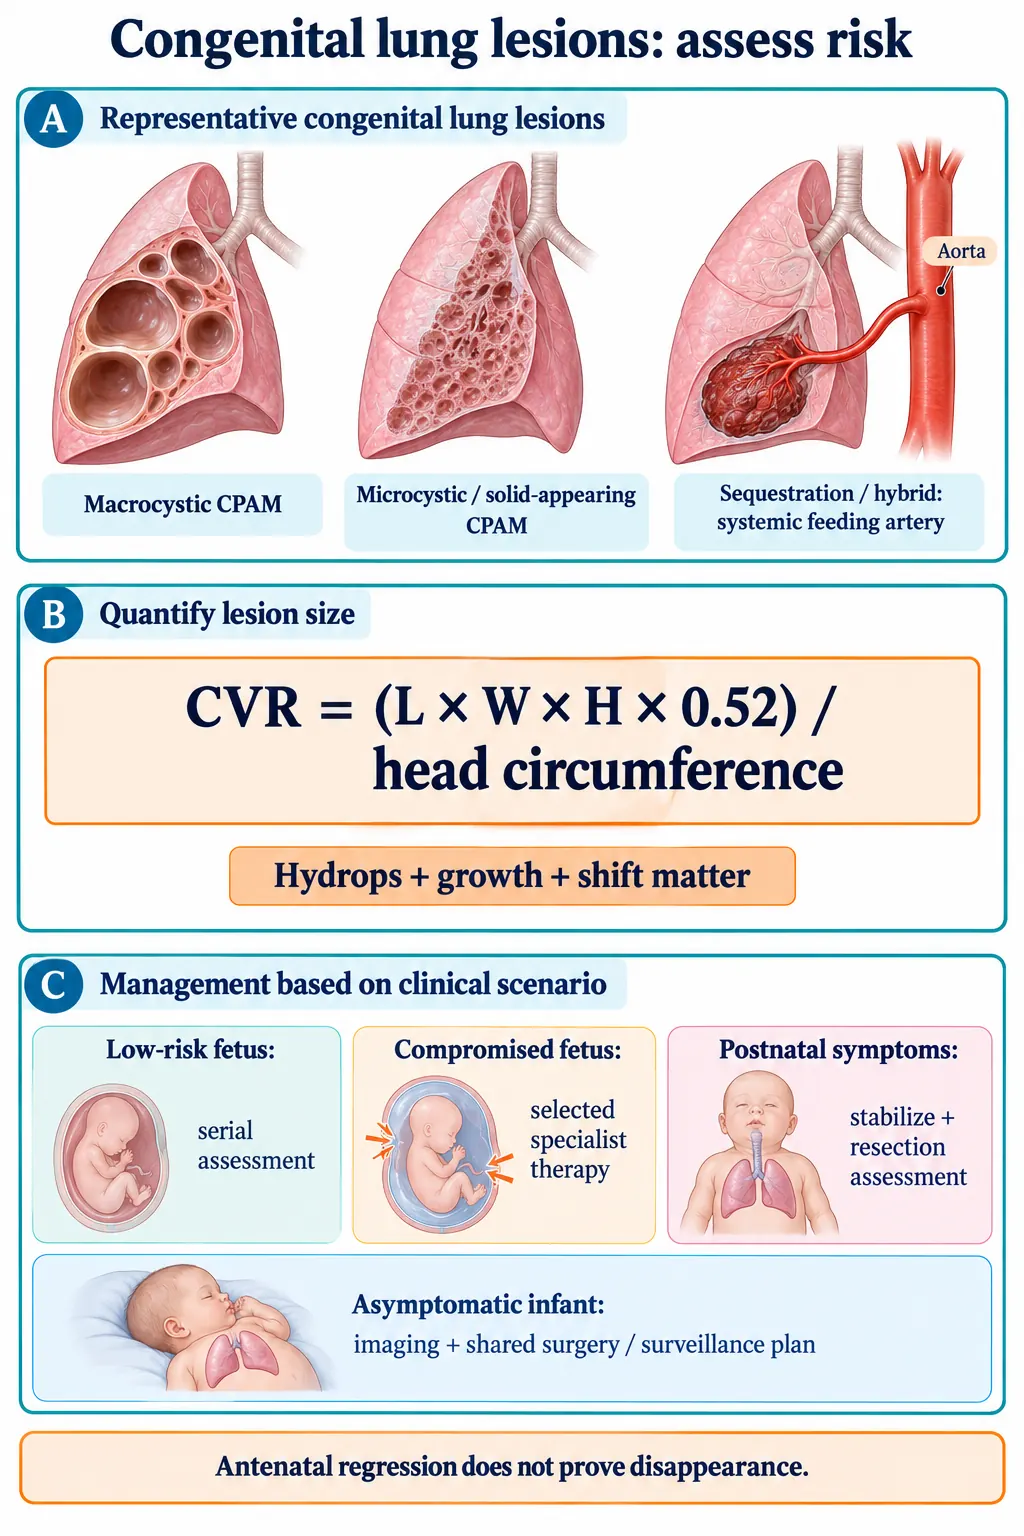 Congenital lung lesions: assess risk
A
Representative congenital lung lesions
Aorta
Macrocystic CPAM
Microcystic / solid-appearing
CPAM
Sequestration / hybrid:
systemic feeding artery
B
Quantify lesion size
CVR = (L × W × H × 0.52) /
head circumference
Hydrops + growth + shift matter
C
Management based on clinical scenario
Low-risk fetus:
serial
assessment
Compromised fetus:
selected
specialist
therapy
Postnatal symptoms:
stabilize +
resection
assessment
Asymptomatic infant:
imaging + shared surgery / surveillance plan
Antenatal regression does not prove disappearance.